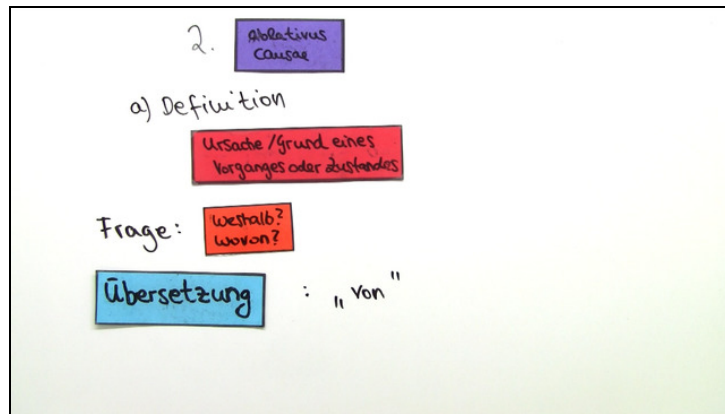 2. Ablativus
Causae
a) Definition
Ursache/Grund eines
Vorganges oder Zustandes
Frage: Weshalb?
Wovon?
Übersetzung : „von"